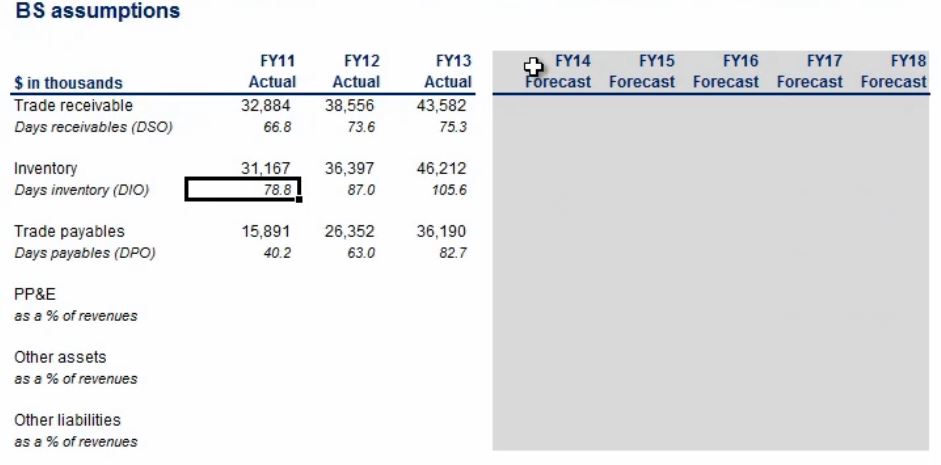 BS assumptions
FY11 FY12 FY13 FY14 FY15 FY16 FY17 FY18
$ in thousands Actual Actual Actual Forecast Forecast Forecast Forecast Forecast
Trade receivable 32,884 38,556 43,582
Days receivables (DSO) 66.8 73.6 75.3
Inventory 31,167 36,397 46,212
Days inventory (DIO) 78.8 87.0 105.6
Trade payables 15,891 26,352 36,190
Days payables (DPO) 40.2 63.0 82.7
PP&E
as a % of revenues
Other assets
as a % of revenues
Other liabilities
as a % of revenues